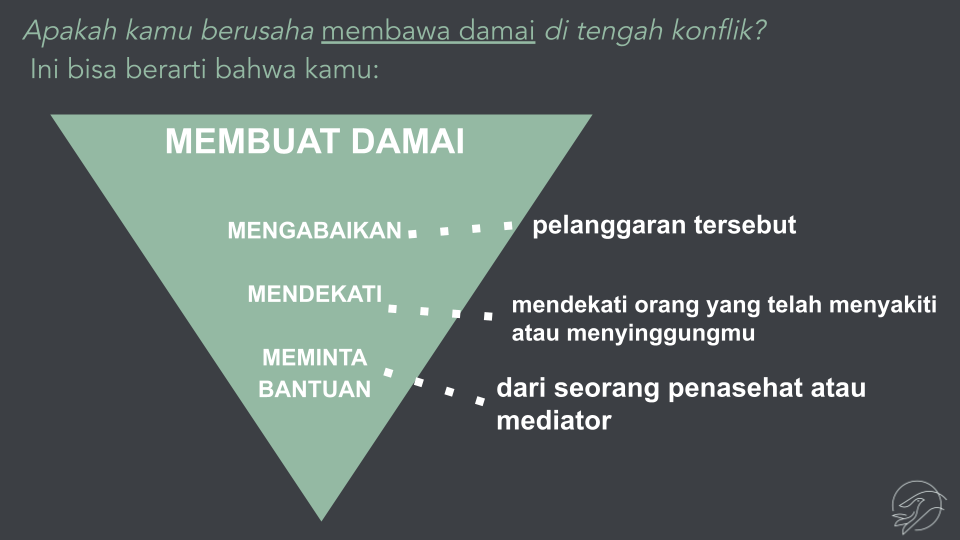 Apakah kamu berusaha membawa damai di tengah konflik?
Ini bisa berarti bahwa kamu:
MEMBUAT DAMAI
MENGABAIKAN
pelanggaran tersebut
MENDEKATI
mendekati orang yang telah menyakiti
atau menyinggungmu
MEMINTA
BANTUAN
dari seorang penasehat atau
mediator